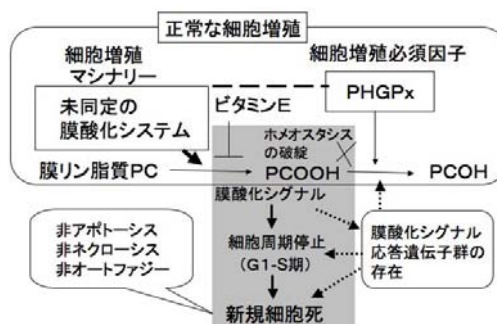 正常な細胞増殖
細胞増殖
マシナリー
細胞増殖必須因子
未同定の
膜酸化システム
ビタミンE
PHGPx
ホメオスタシス
の破綻
膜リン脂質PC
PCOOH
PCOH
膜酸化シグナル
非アポトーシス
非ネクローシス
非オートファジー
細胞周期停止
(G1-S期)
膜酸化シグナル
応答遺伝子群の
存在
新規細胞死